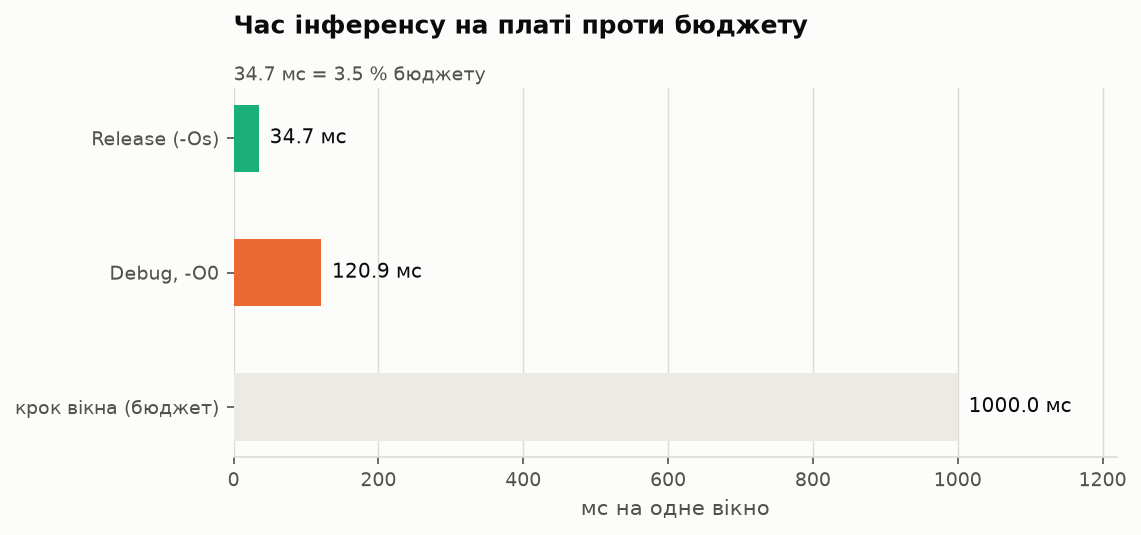 Час інференсу на платі проти бюджету
34.7 мс = 3.5 % бюджету
Release (-Os)
34.7 мс
Debug, -O0
120.9 мс
крок вікна (бюджет)
1000.0 мс
0 200 400 600 800 1000 1200
мс на одне вікно